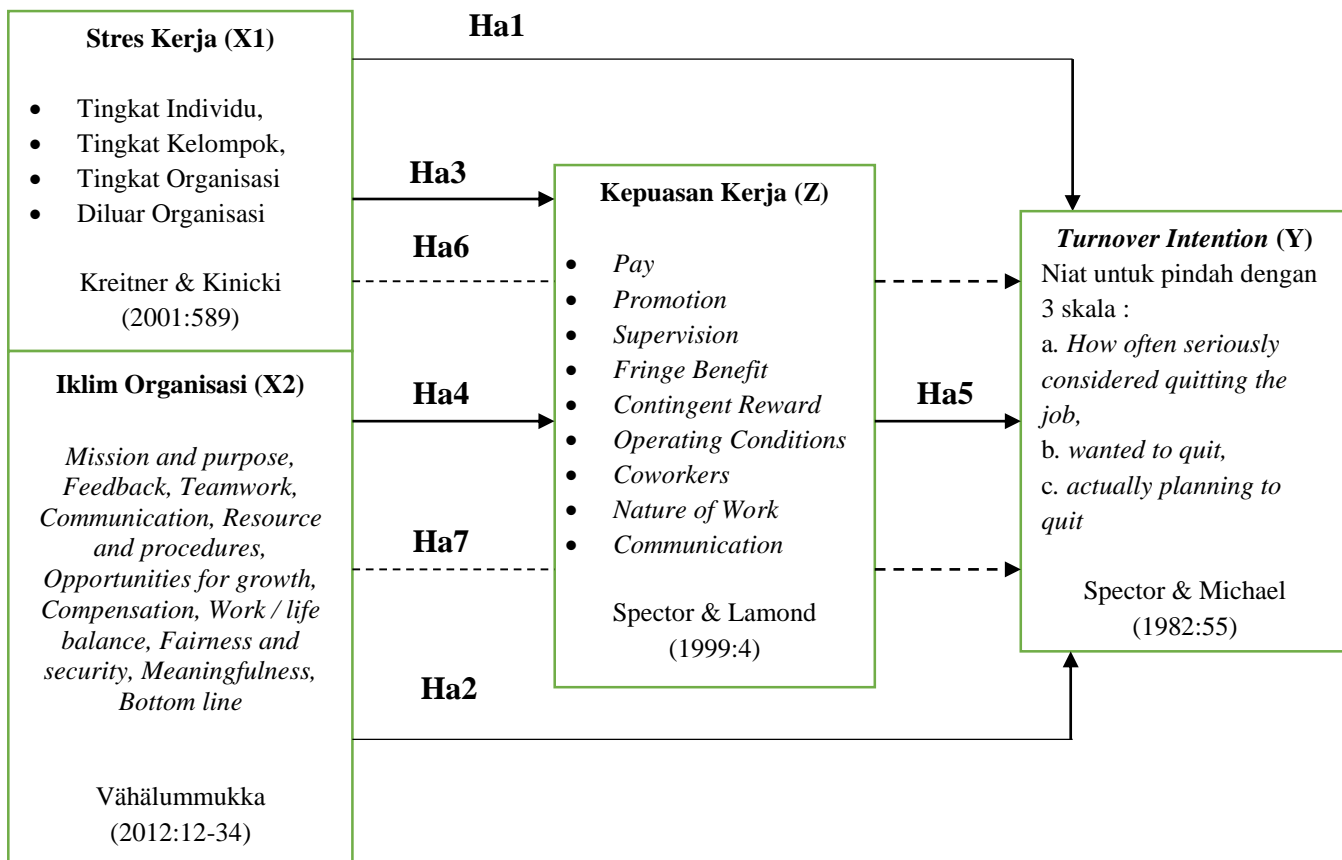 Ha1
Stres Kerja (X1)
• Tingkat Individu,
• Tingkat Kelompok,
• Tingkat Organisasi
• Diluar Organisasi
Kreitner & Kinicki
(2001:589)
Iklim Organisasi (X2)
Mission and purpose,
Feedback, Teamwork,
Communication, Resource
and procedures,
Opportunities for growth,
Compensation, Work / life
balance, Fairness and
security, Meaningfulness,
Bottom line
Vähälummukka
(2012:12-34)
Ha3
Ha6
Ha4
Ha7
Ha2
Kepuasan Kerja (Z)
• Pay
• Promotion
• Supervision
• Fringe Benefit
• Contingent Reward
• Operating Conditions
• Coworkers
• Nature of Work
• Communication
Spector & Lamond
(1999:4)
Ha5
Turnover Intention (Y)
Niat untuk pindah dengan
3 skala :
a. How often seriously
considered quitting the
job,
b. wanted to quit,
c. actually planning to
quit
Spector & Michael
(1982:55)